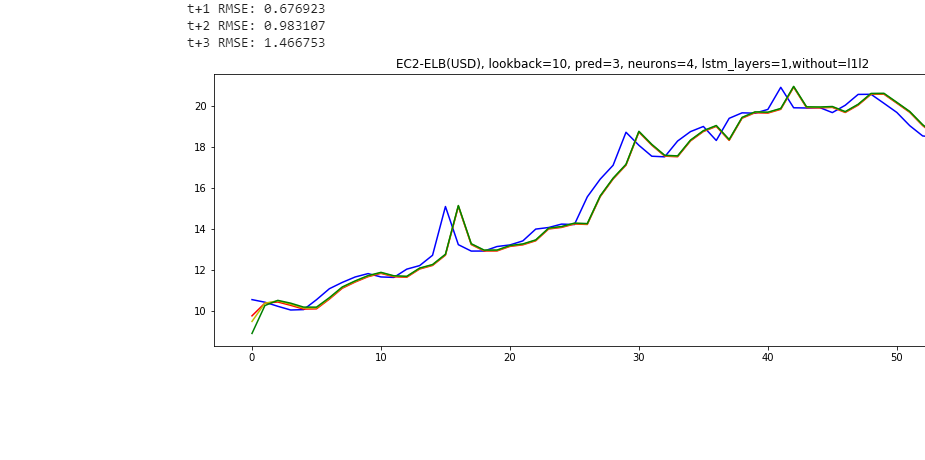 t+1 RMSE: 0.676923
t+2 RMSE: 0.983107
t+3 RMSE: 1.466753
EC2-ELB(USD), lookback=10, pred=3, neurons=4, lstm_layers=1,without=l1l2
20
18
16
14
12
10
0 10 20 30 40 50